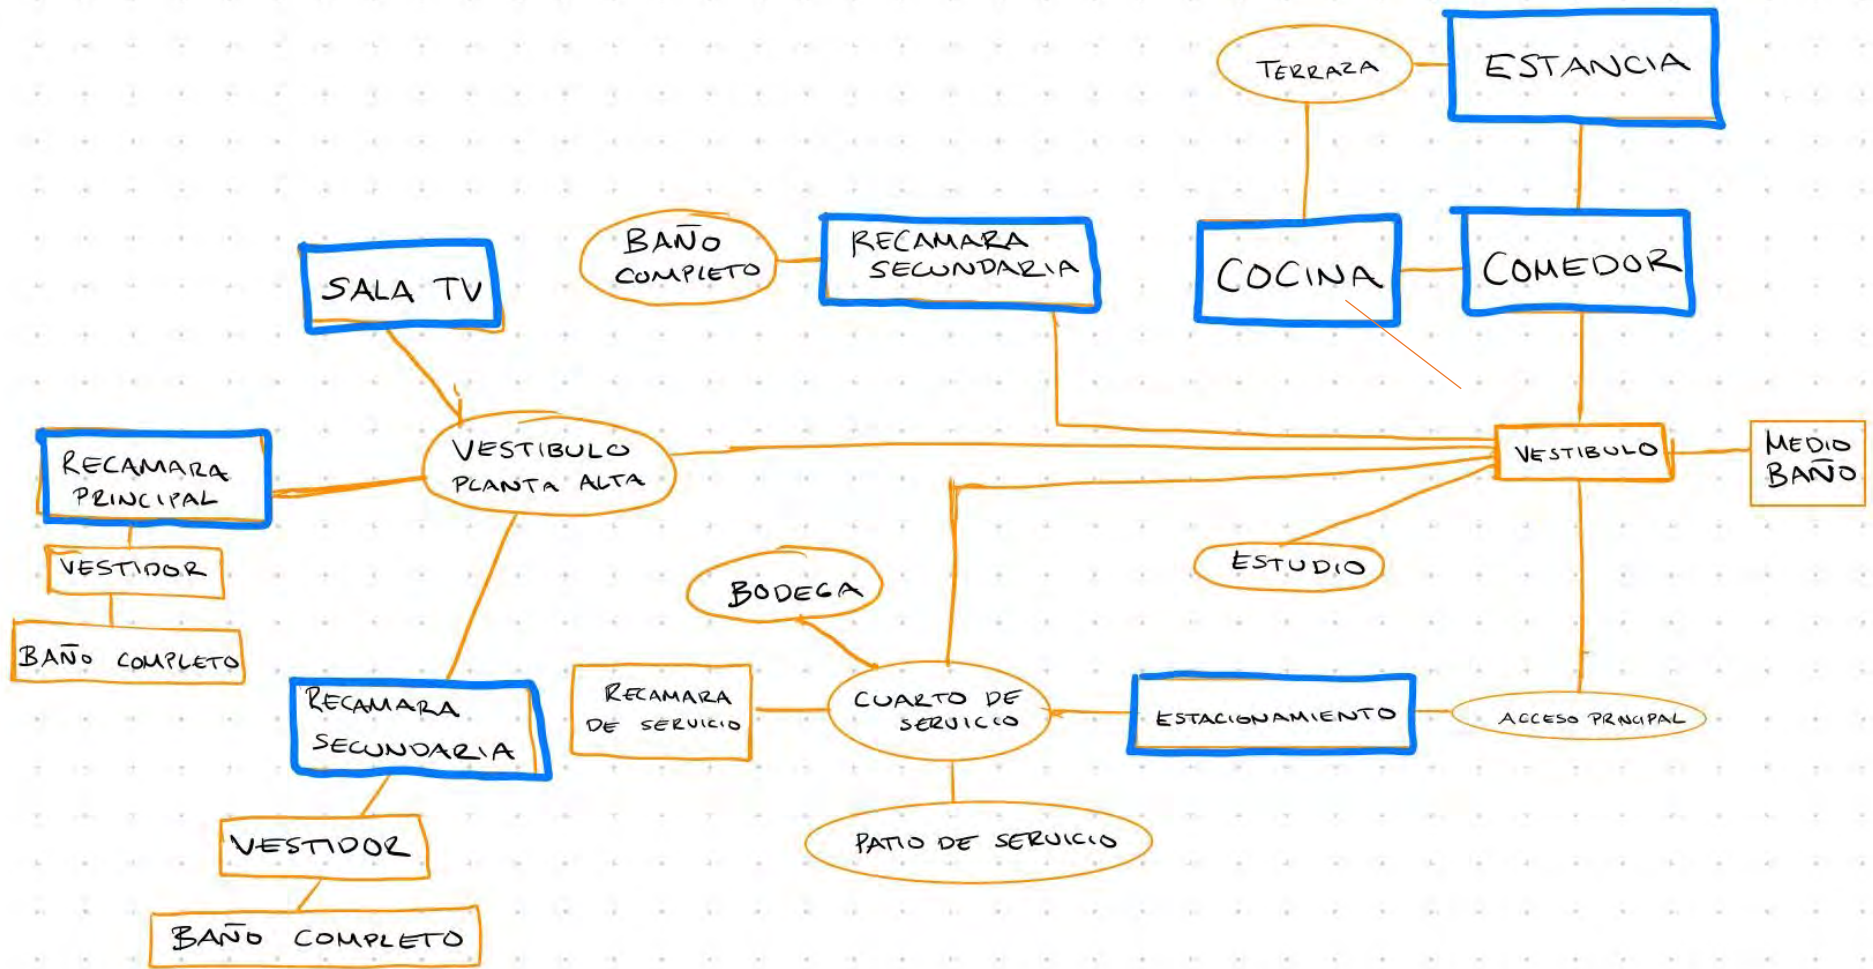 TERRAZA
ESTANCIA
BAÑO
COMPLETO
RECAMARA
SECUNDARIA
COCINA
COMEDOR
SALA TV
RECAMARA
PRINCIPAL
VESTIBULO
PLANTA ALTA
VESTIBULO
MEDIO
BAÑO
VESTIDOR
BODEGA
ESTUDIO
BAÑO COMPLETO
RECAMARA
SECUNDARIA
RECAMARA
DE SERVICIO
CUARTO DE
SERVICIO
ESTACIONAMIENTO
ACCESO PRNCIPAL
VESTIDOR
PATIO DE SERVICIO
BAÑO COMPLETO